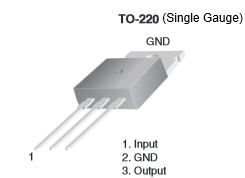 TO-220 (Single Gauge)
GND
1
1. Input
2. GND
3. Output